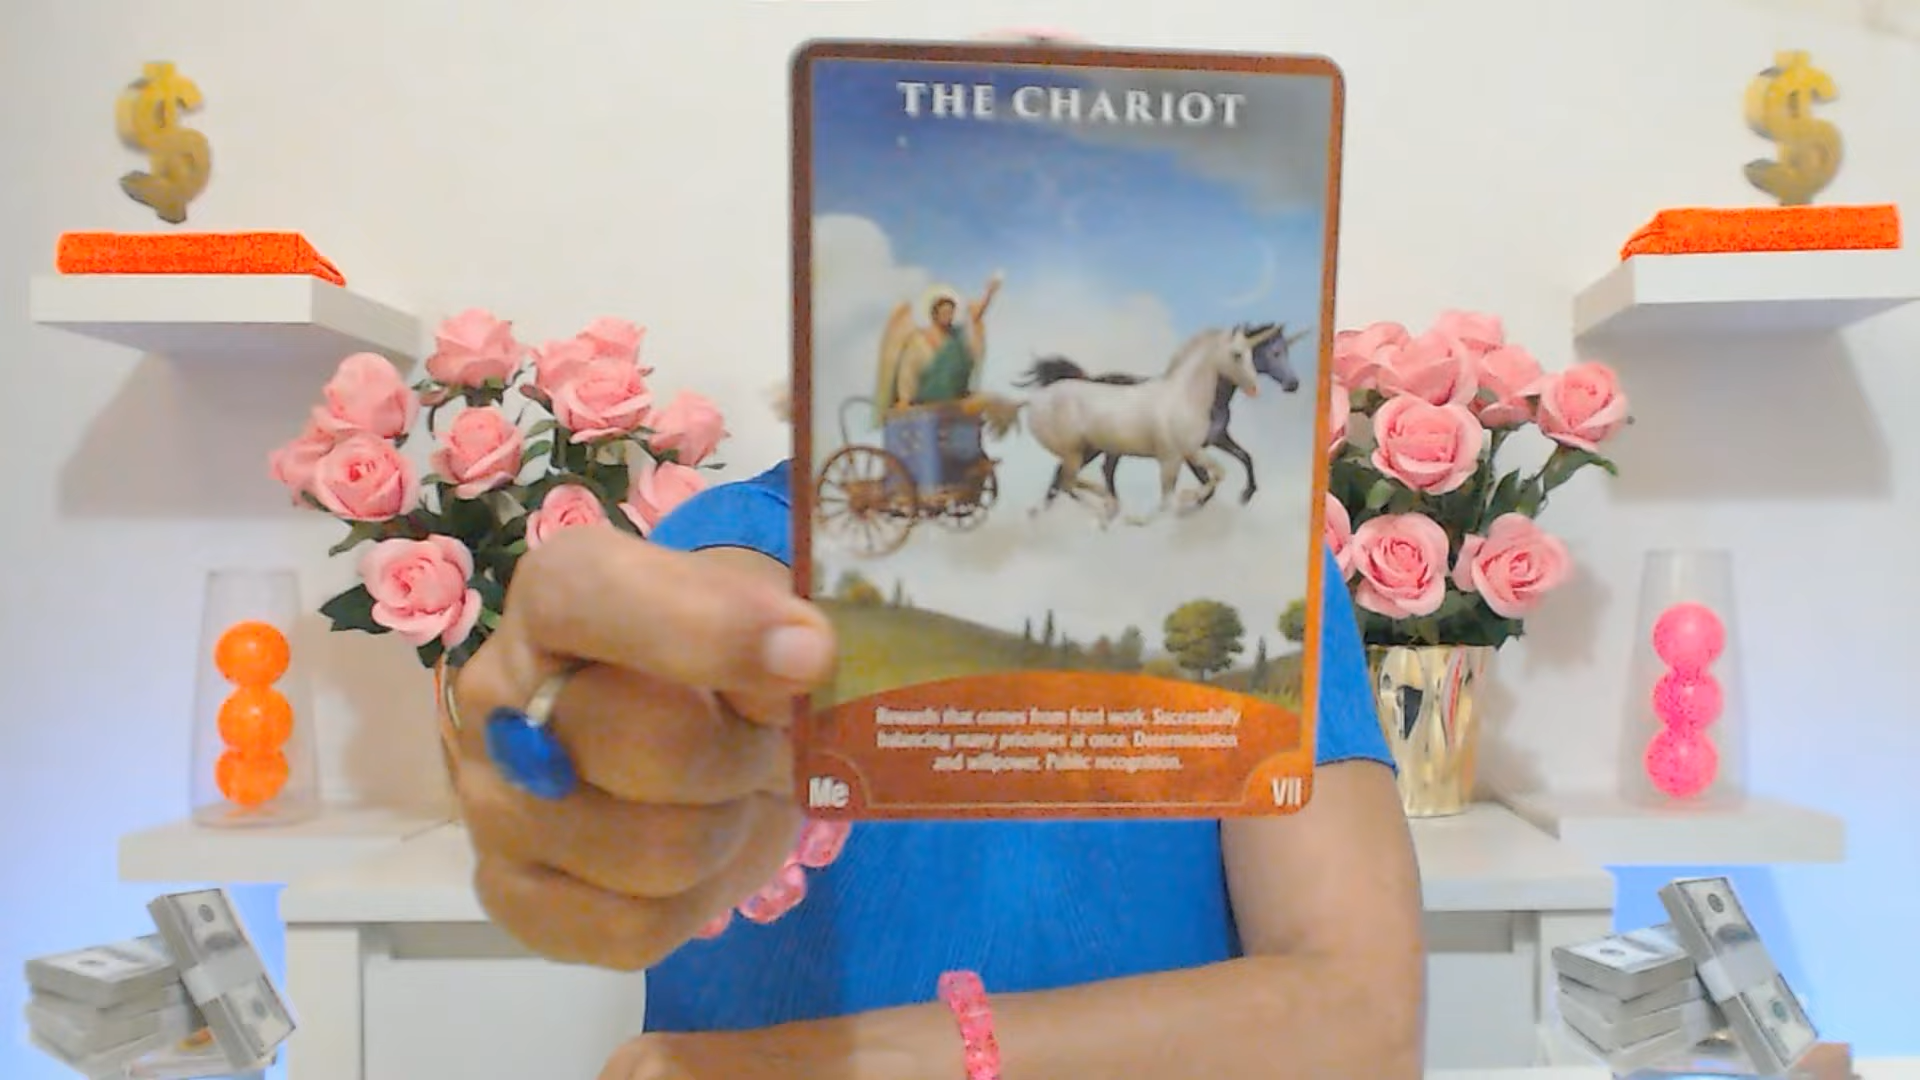 THE CHARIOT
Rewards that comes from hard work. Successfully
balancing many priorities at once. Determination
and willpower. Public recognition.
Me
VII